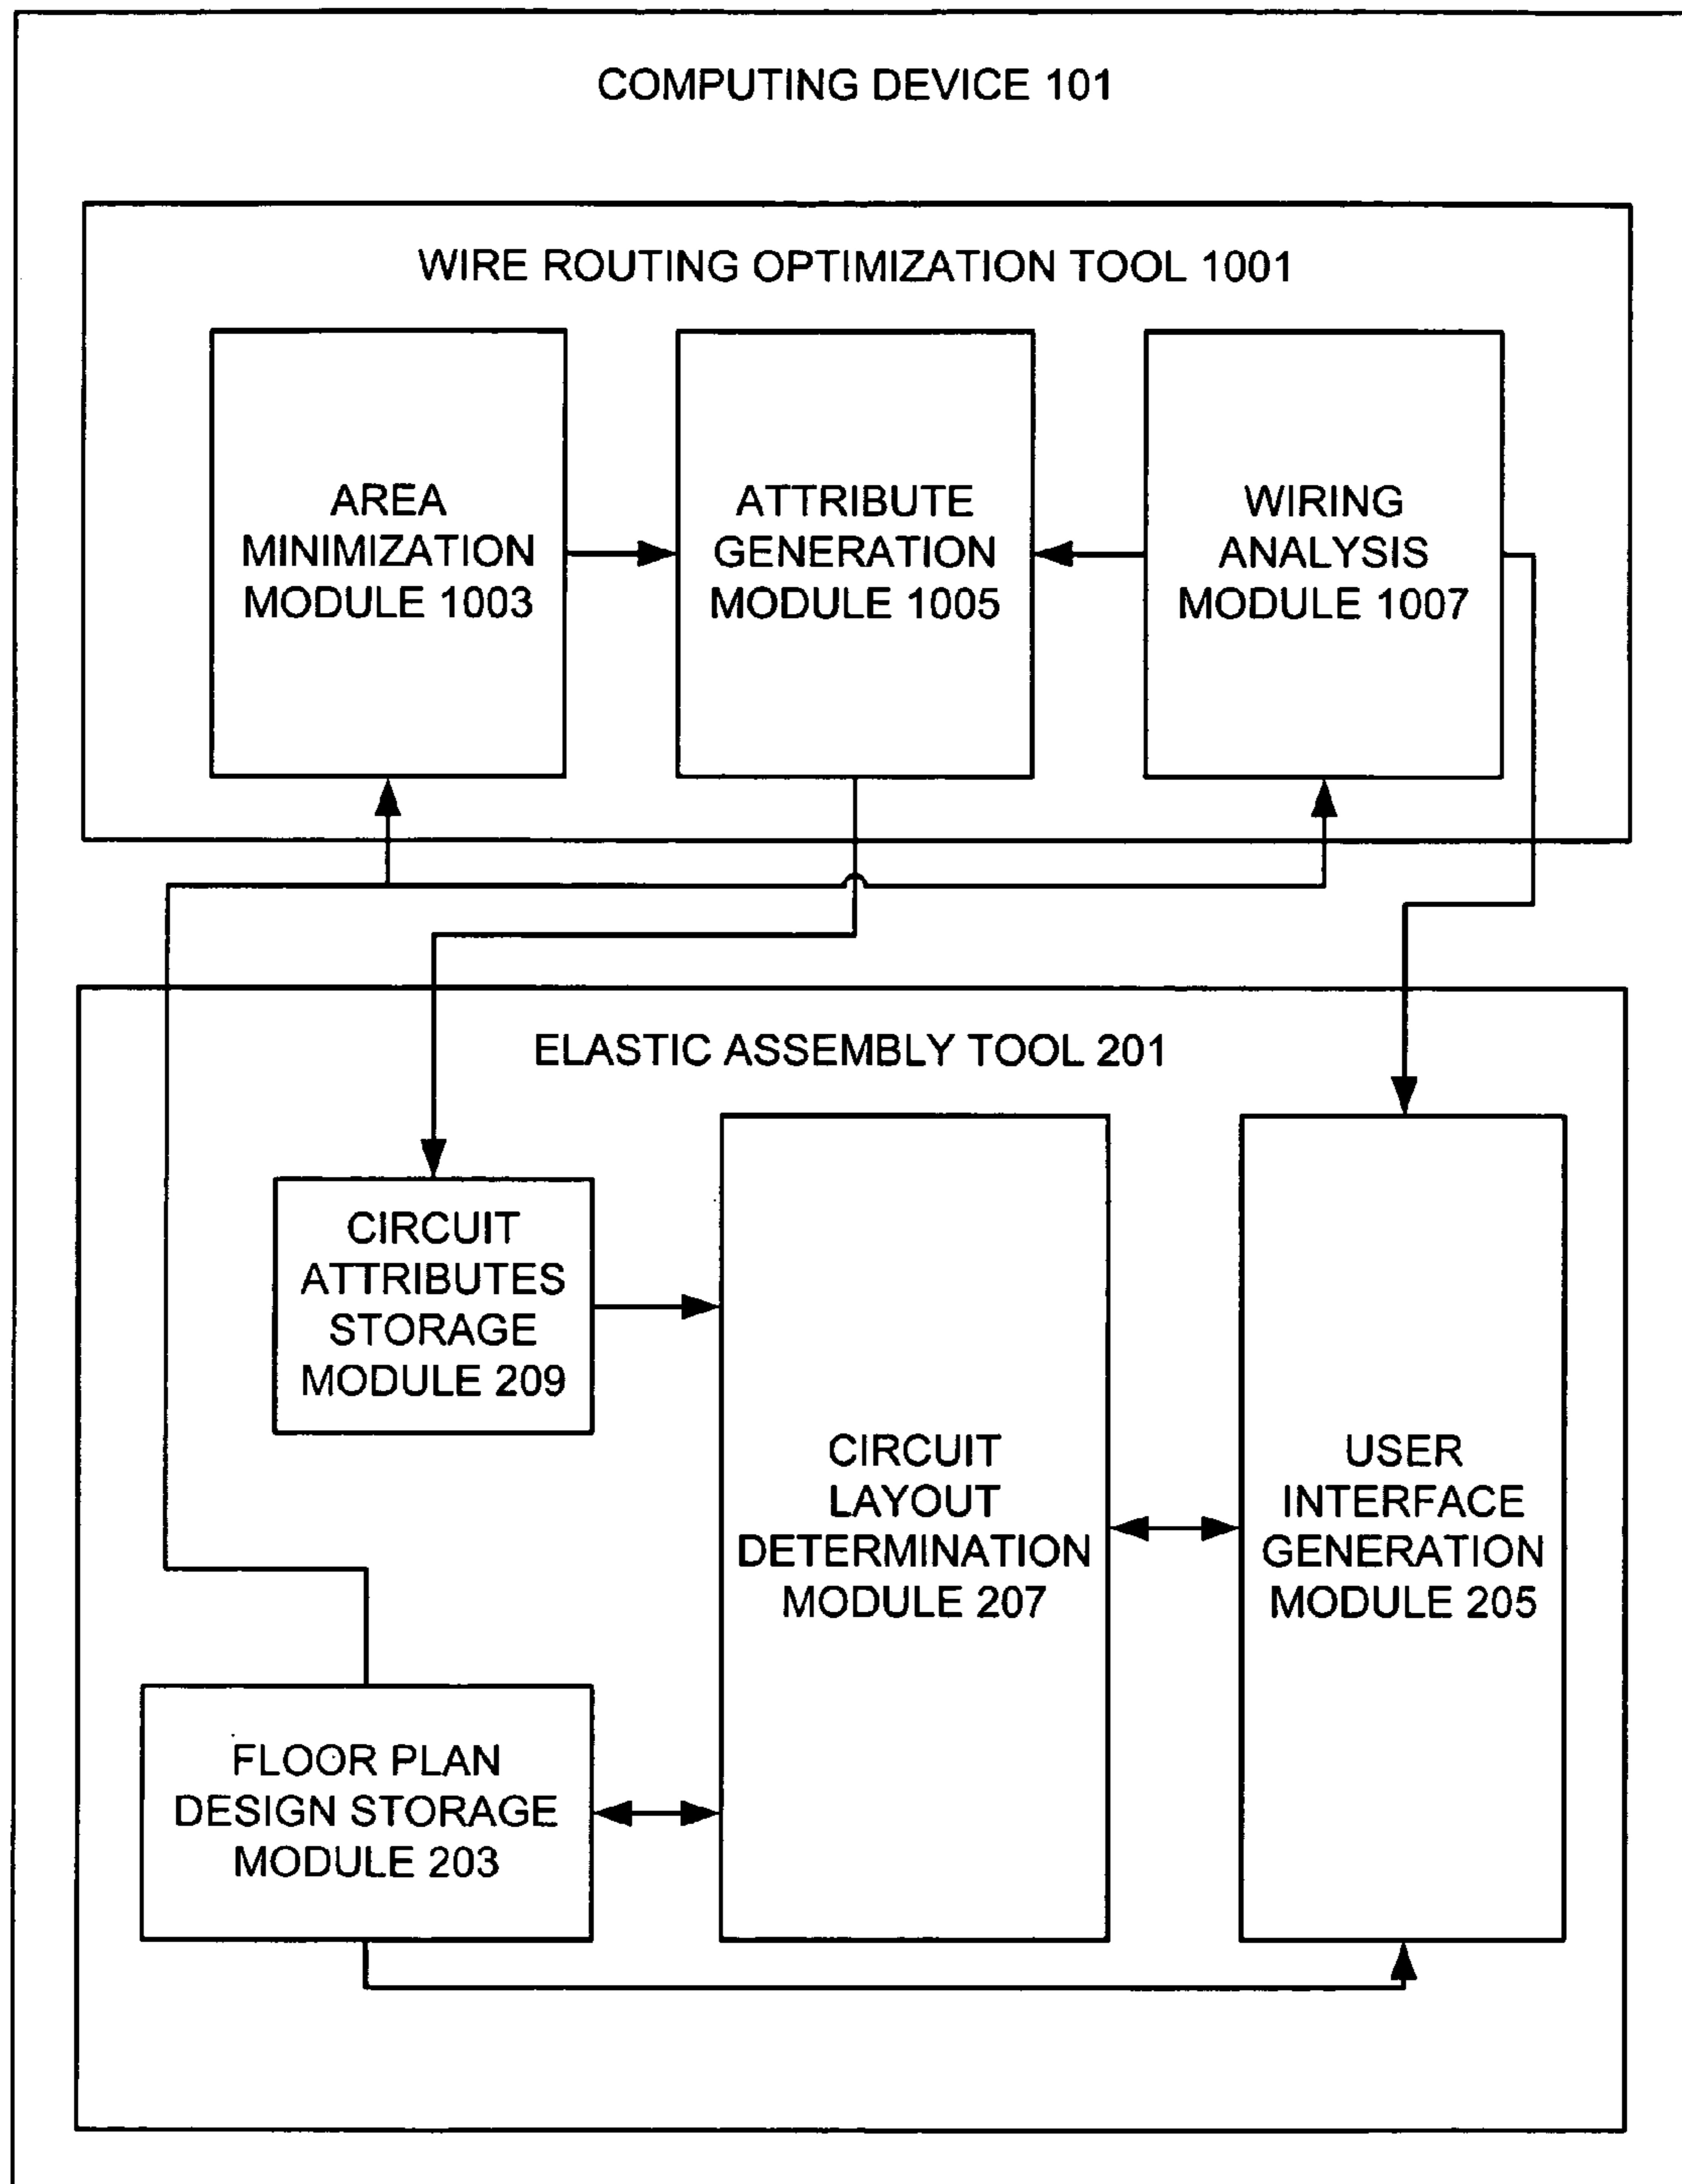 COMPUTING DEVICE 101
WIRE ROUTING OPTIMIZATION TOOL 1001
AREA
MINIMIZATION
MODULE 1003
ATTRIBUTE
GENERATION
MODULE 1005
WIRING
ANALYSIS
MODULE 1007
ELASTIC ASSEMBLY TOOL 201
CIRCUIT
ATTRIBUTES
STORAGE
MODULE 209
CIRCUIT
LAYOUT
DETERMINATION
MODULE 207
USER
INTERFACE
GENERATION
MODULE 205
FLOOR PLAN
DESIGN STORAGE
MODULE 203